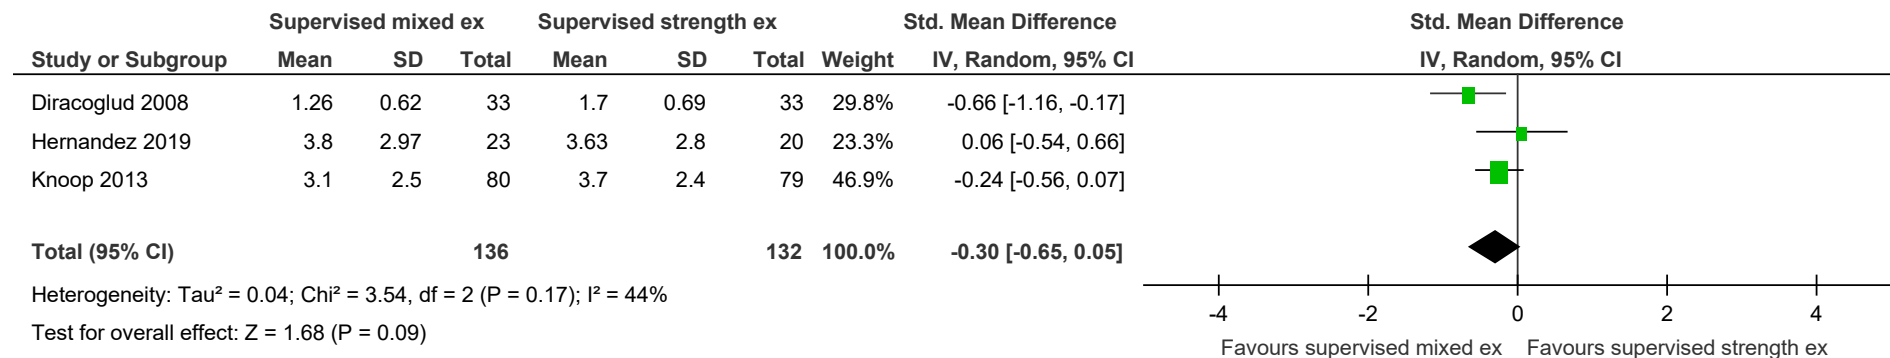 Supervised mixed ex Supervised strength ex Std. Mean Difference Std. Mean Difference
Study or Subgroup Mean SD Total Mean SD Total Weight IV, Random, 95% CI IV, Random, 95% CI
Diracoglud 2008 1.26 0.62 33 1.7 0.69 33 29.8% -0.66 [-1.16, -0.17]
Hernandez 2019 3.8 2.97 23 3.63 2.8 20 23.3% 0.06 [-0.54, 0.66]
Knoop 2013 3.1 2.5 80 3.7 2.4 79 46.9% -0.24 [-0.56, 0.07]
Total (95% CI) 136 132 100.0% -0.30 [-0.65, 0.05]
Heterogeneity: Tau² = 0.04; Chi² = 3.54, df = 2 (P = 0.17); I² = 44%
Test for overall effect: Z = 1.68 (P = 0.09)
-4 -2 0 2 4
Favours supervised mixed ex Favours supervised strength ex